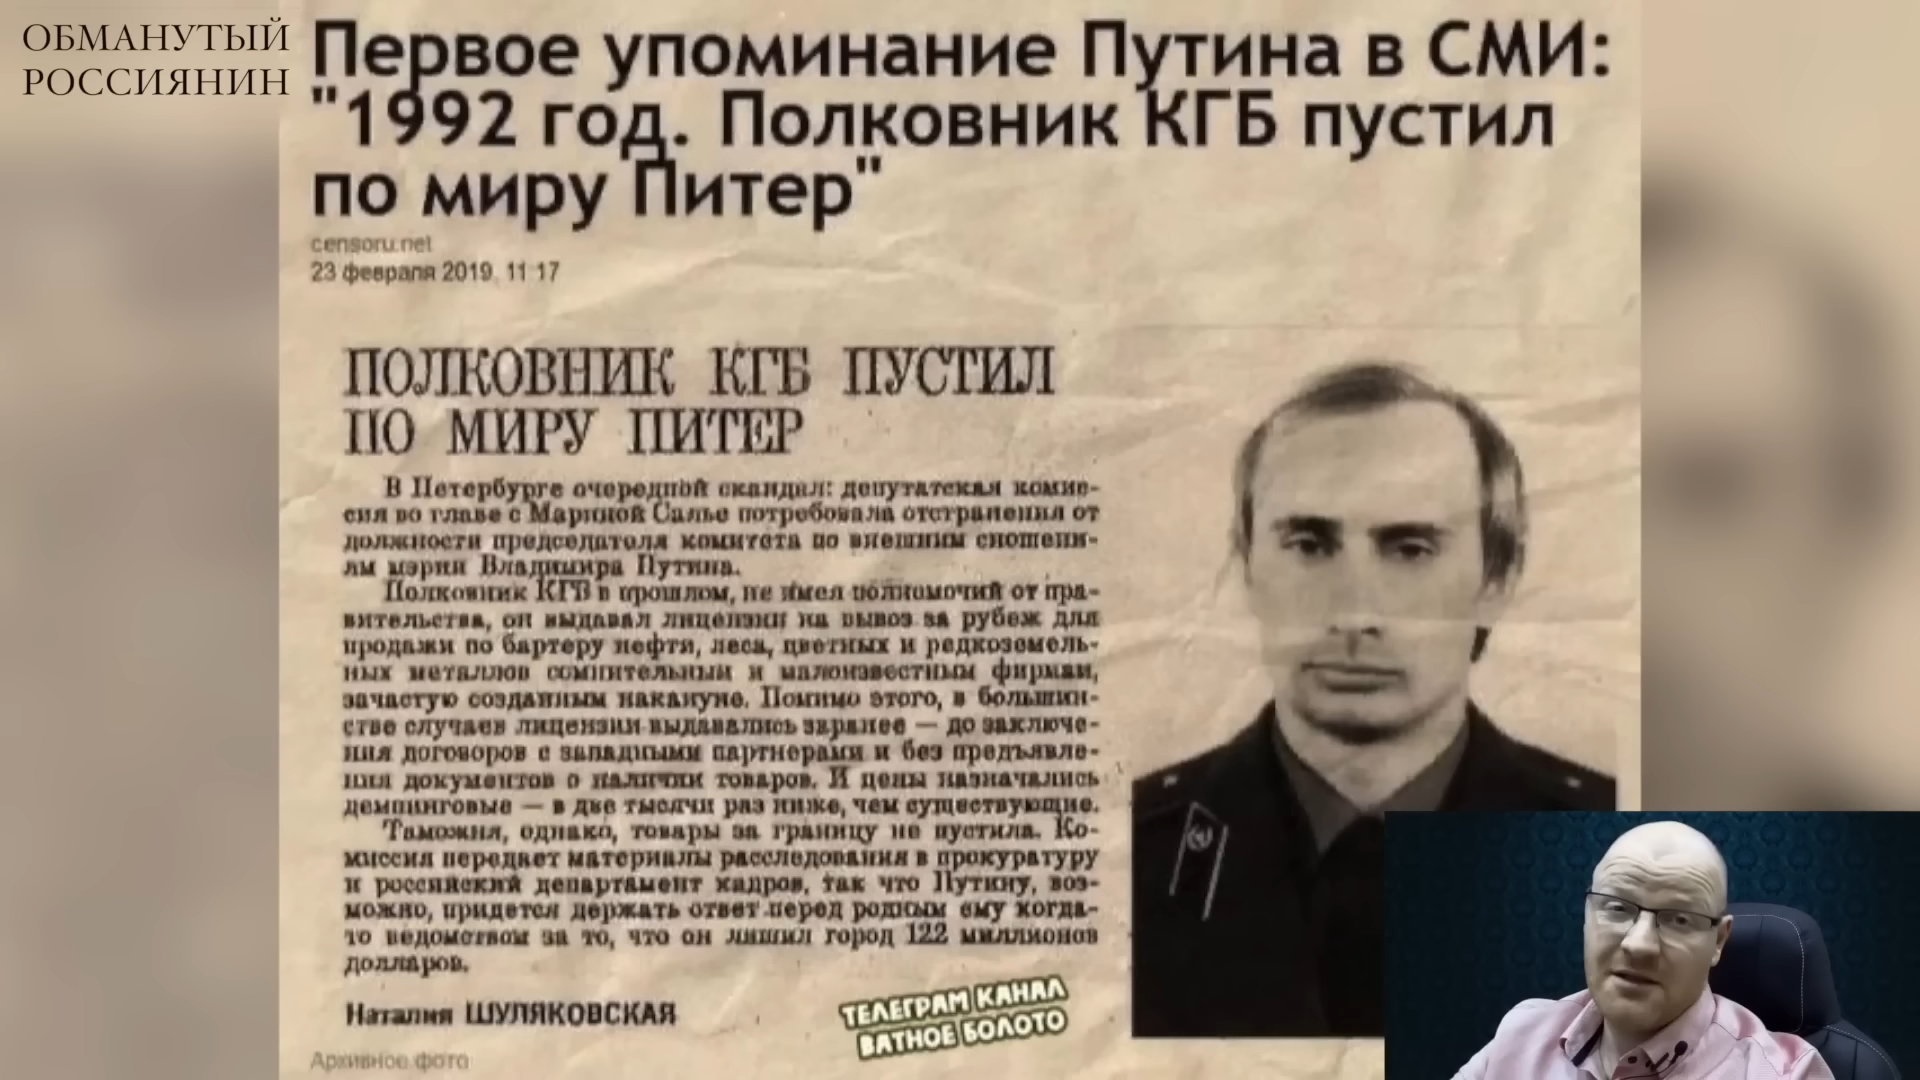 ОБМАНУТЫЙ
РОССИЯНИН
Первое упоминание Путина в СМИ:
"1992 год. Полковник КГБ пустил
по миру Питер"
censoru.net
23 февраля 2019, 11:17
ПОЛКОВНИК КГБ ПУСТИЛ
ПО МИРУ ПИТЕР
В Петербурге очередной скандал: депутатская комис-
сия во главе с Мариной Салье потребовала отстранения от
должности председателя комитета по внешним сношени-
ям мэрии Владимира Путина.
Полковник КГБ в прошлом, не имея полномочий от пра-
вительства, он выдавал лицензии на вывоз за рубеж для
продажи по бартеру нефти, леса, цветных и редкоземель-
ных металлов сомнительным и малоизвестным фирмам,
зачастую созданным накануне. Помимо этого, в большин-
стве случаев лицензии выдавались заранее — до заключе-
ния договоров с западными партнерами и без предъявле-
ния документов о наличии товаров. И цены назначались
демпинговые — в две тысячи раз ниже, чем существующие.
Таможня, однако, товары за границу не пустила. Ко-
миссия передает материалы расследования в прокуратуру
и российский департамент кадров, так что Путину, воз-
можно, придется держать ответ перед родным ему когда-
то ведомством за то, что он лишил город 122 миллионов
долларов.
Наталия ШУЛЯКОВСКАЯ
ТЕЛЕГРАМ КАНАЛ
ВАТНОЕ БОЛОТО
Архивное фото